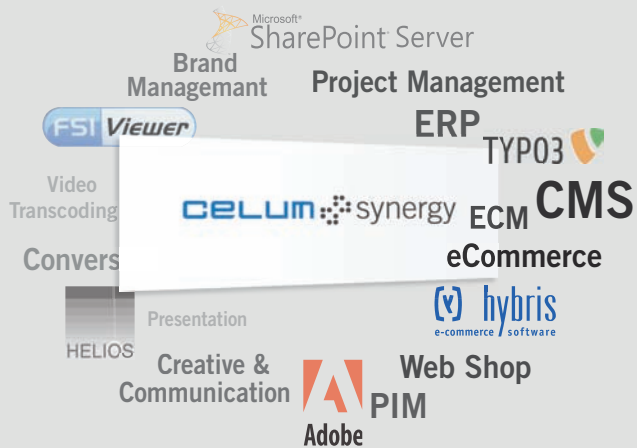 Microsoft®
SharePoint Server
Brand
Managemant
Project Management
FSI Viewer
ERP
TYPO3
Video
Transcoding
CELUM synergy
ECM
CMS
Convers
eCommerce
hybris
e-commerce / software
Presentation
HELIOS
Creative &
Communication
Web Shop
PIM
Adobe